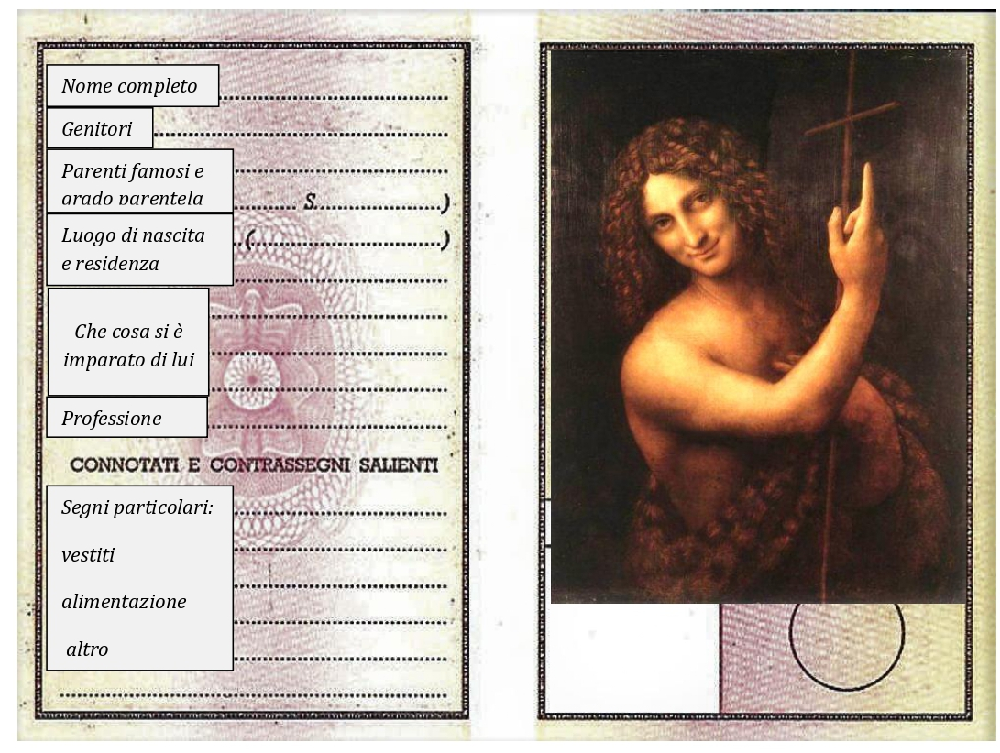 Nome completo
Genitori
Parenti famosi e
grado parentela
S. )
Luogo di nascita
( )
e residenza
Che cosa si è
imparato di lui
Professione
CONNOTATI E CONTRASSEGNI SALIENTI
Segni particolari:
vestiti
alimentazione
altro